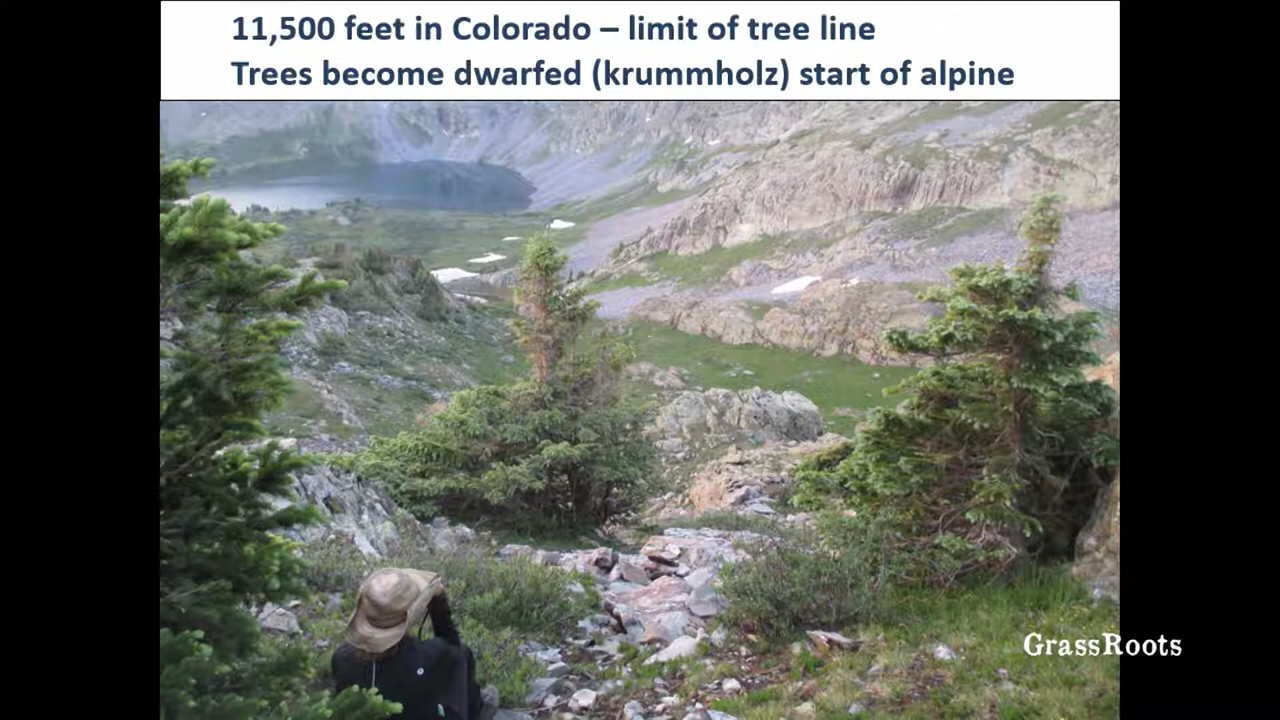 11,500 feet in Colorado – limit of tree line
Trees become dwarfed (krummholz) start of alpine
GrassRoots